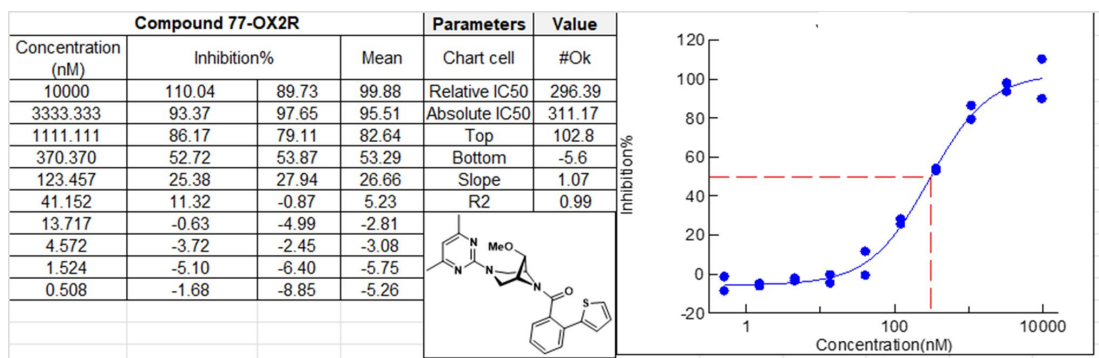 Compound 77-OX2R Parameters Value
Concentration (nM) Inhibition% Mean Chart cell #Ok
10000 110.04 89.73 99.88 Relative IC50 296.39
3333.333 93.37 97.65 95.51 Absolute IC50 311.17
1111.111 86.17 79.11 82.64 Top 102.8
370.370 52.72 53.87 53.29 Bottom -5.6
123.457 25.38 27.94 26.66 Slope 1.07
41.152 11.32 -0.87 5.23 R2 0.99
13.717 -0.63 -4.99 -2.81
4.572 -3.72 -2.45 -3.08
1.524 -5.10 -6.40 -5.75
0.508 -1.68 -8.85 -5.26
MeO
N
N
N
N
O
S
Inhibition%
120
100
80
60
40
20
0
-20
1 100 10000
Concentration(nM)